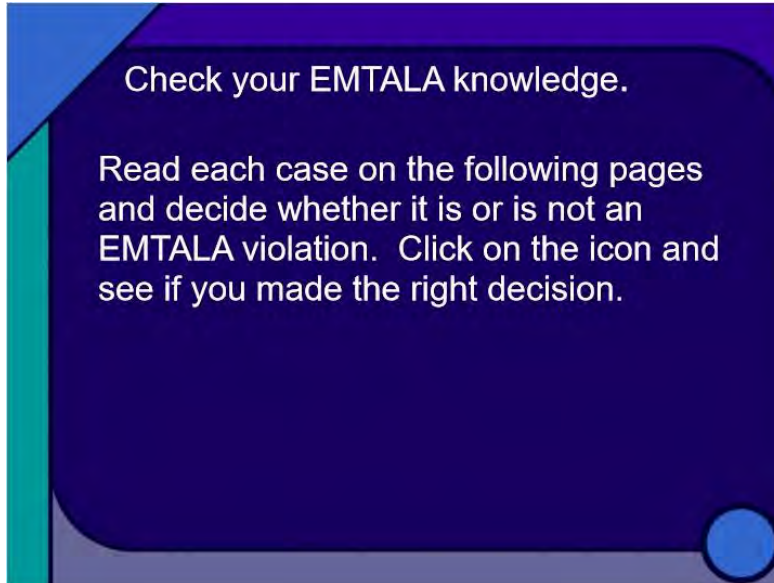 Check your EMTALA knowledge.
Read each case on the following pages
and decide whether it is or is not an
EMTALA violation.  Click on the icon and
see if you made the right decision.